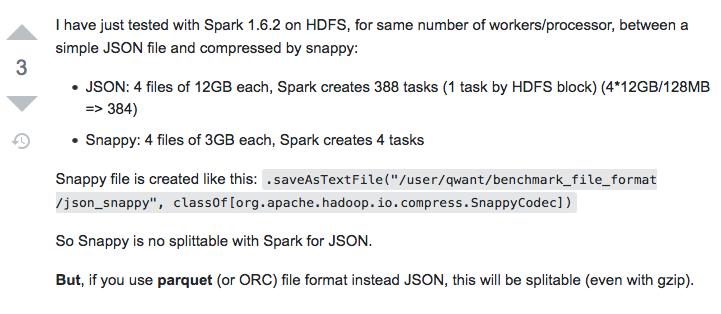 I have just tested with Spark 1.6.2 on HDFS, for same number of workers/processor, between a
simple JSON file and compressed by snappy:
3
• JSON: 4 files of 12GB each, Spark creates 388 tasks (1 task by HDFS block) (4*12GB/128MB
=> 384)
• Snappy: 4 files of 3GB each, Spark creates 4 tasks
Snappy file is created like this: .saveAsTextFile("/user/qwant/benchmark_file_format
/json_snappy", classOf[org.apache.hadoop.io.compress.SnappyCodec])
So Snappy is no splittable with Spark for JSON.
But, if you use parquet (or ORC) file format instead JSON, this will be splitable (even with gzip).